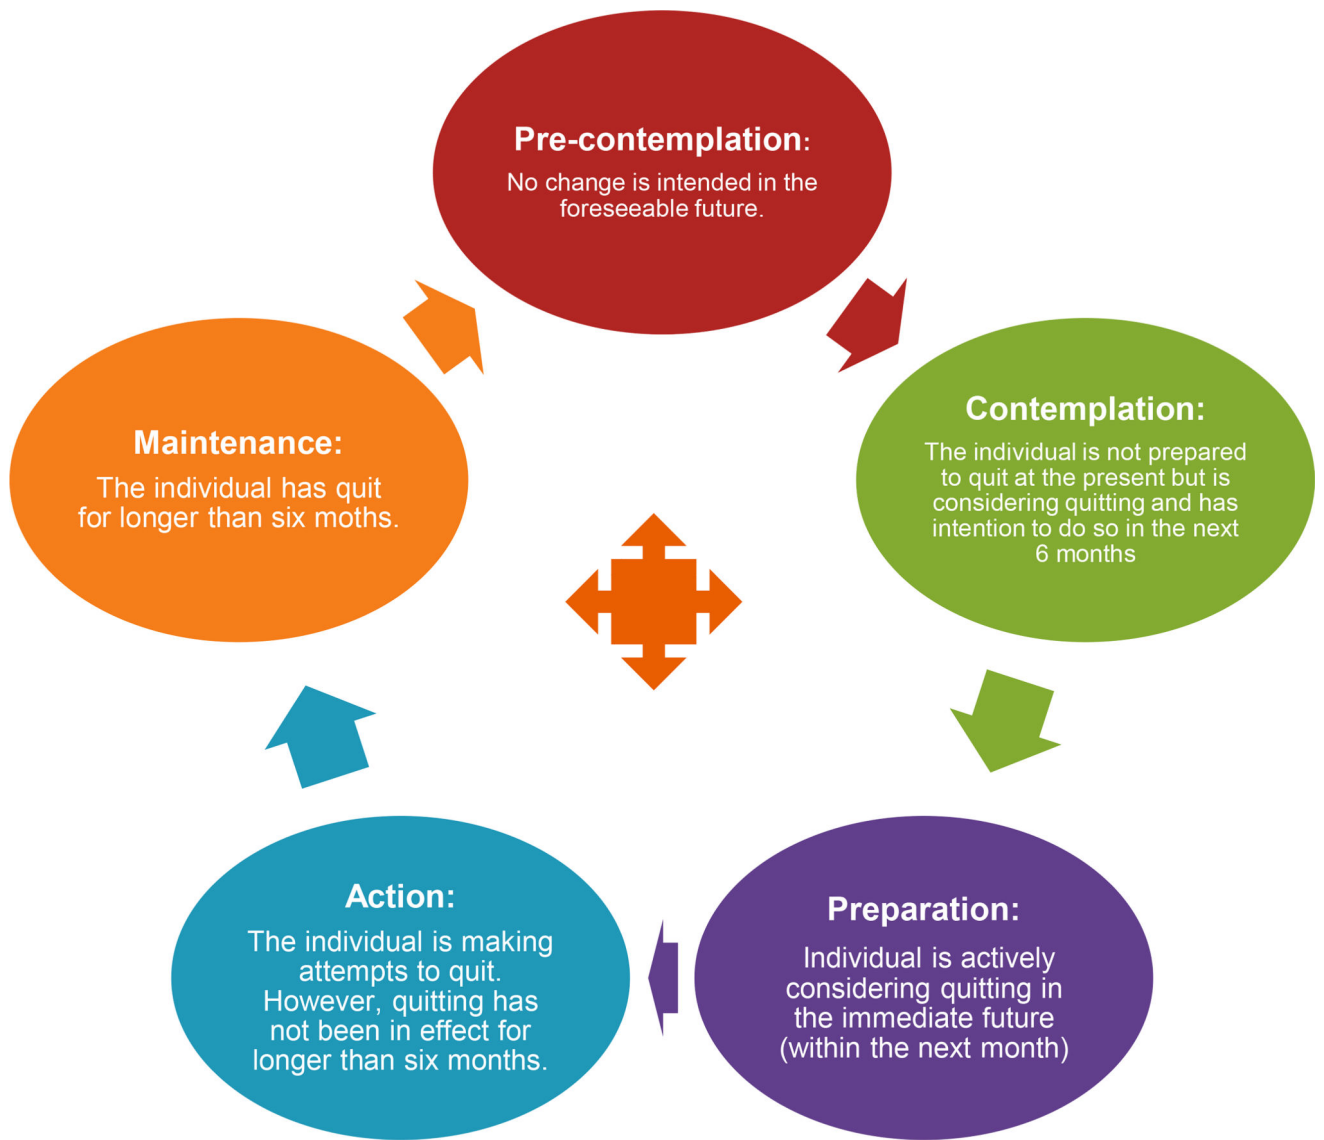 Pre-contemplation:
No change is intended in the
foreseeable future.
Contemplation:
The individual is not prepared
to quit at the present but is
considering quitting and has
intention to do so in the next
6 months
Preparation:
Individual is actively
considering quitting in
the immediate future
(within the next month)
Action:
The individual is making
attempts to quit.
However, quitting has
not been in effect for
longer than six months.
Maintenance:
The individual has quit
for longer than six moths.